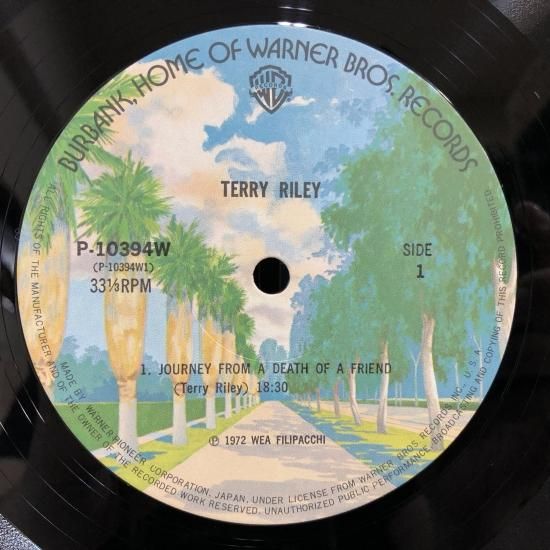 BURBANK, HOME OF WARNER BROS. RECORDS
RECORDS
TERRY RILEY
P-10394W
(P-10394W1)
33⅓RPM
SIDE
1
1. JOURNEY FROM A DEATH OF A FRIEND
(Terry Riley) 18:30
Ⓟ 1972 WEA FILIPACCHI
MADE BY WARNER-PIONEER CORPORATION, JAPAN, UNDER LICENSE FROM WARNER BROS. RECORDS INC., U.S.A.
ALL RIGHTS OF THE MANUFACTURER AND OF THE OWNER OF THE RECORDED WORK RESERVED. UNAUTHORIZED PUBLIC PERFORMANCE, BROADCASTING AND COPYING OF THIS RECORD PROHIBITED